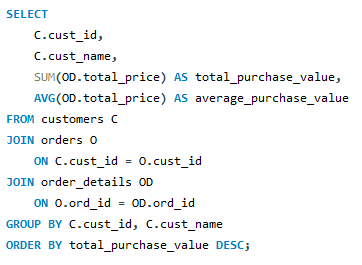 SELECT
    C.cust_id,
    C.cust_name,
    SUM(OD.total_price) AS total_purchase_value,
    AVG(OD.total_price) AS average_purchase_value
FROM customers C
JOIN orders O
    ON C.cust_id = O.cust_id
JOIN order_details OD
    ON O.ord_id = OD.ord_id
GROUP BY C.cust_id, C.cust_name
ORDER BY total_purchase_value DESC;